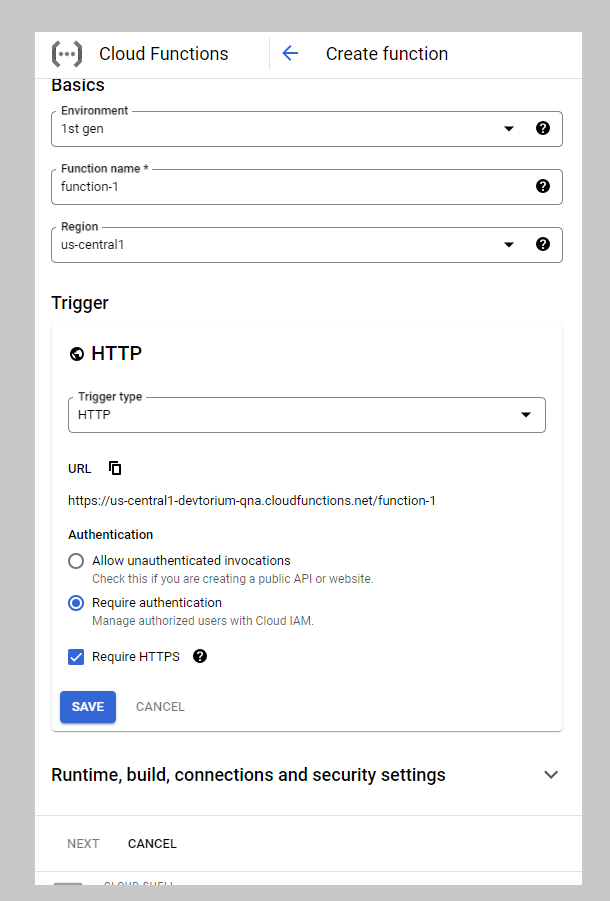 Cloud Functions
Create function
Basics
Environment
1st gen
Function name *
function-1
Region
us-central1
Trigger
HTTP
Trigger type
HTTP
URL
https://us-central1-devtorium-qna.cloudfunctions.net/function-1
Authentication
Allow unauthenticated invocations
Check this if you are creating a public API or website.
Require authentication
Manage authorized users with Cloud IAM.
Require HTTPS
SAVE CANCEL
Runtime, build, connections and security settings
NEXT CANCEL
CLOUD SHELL